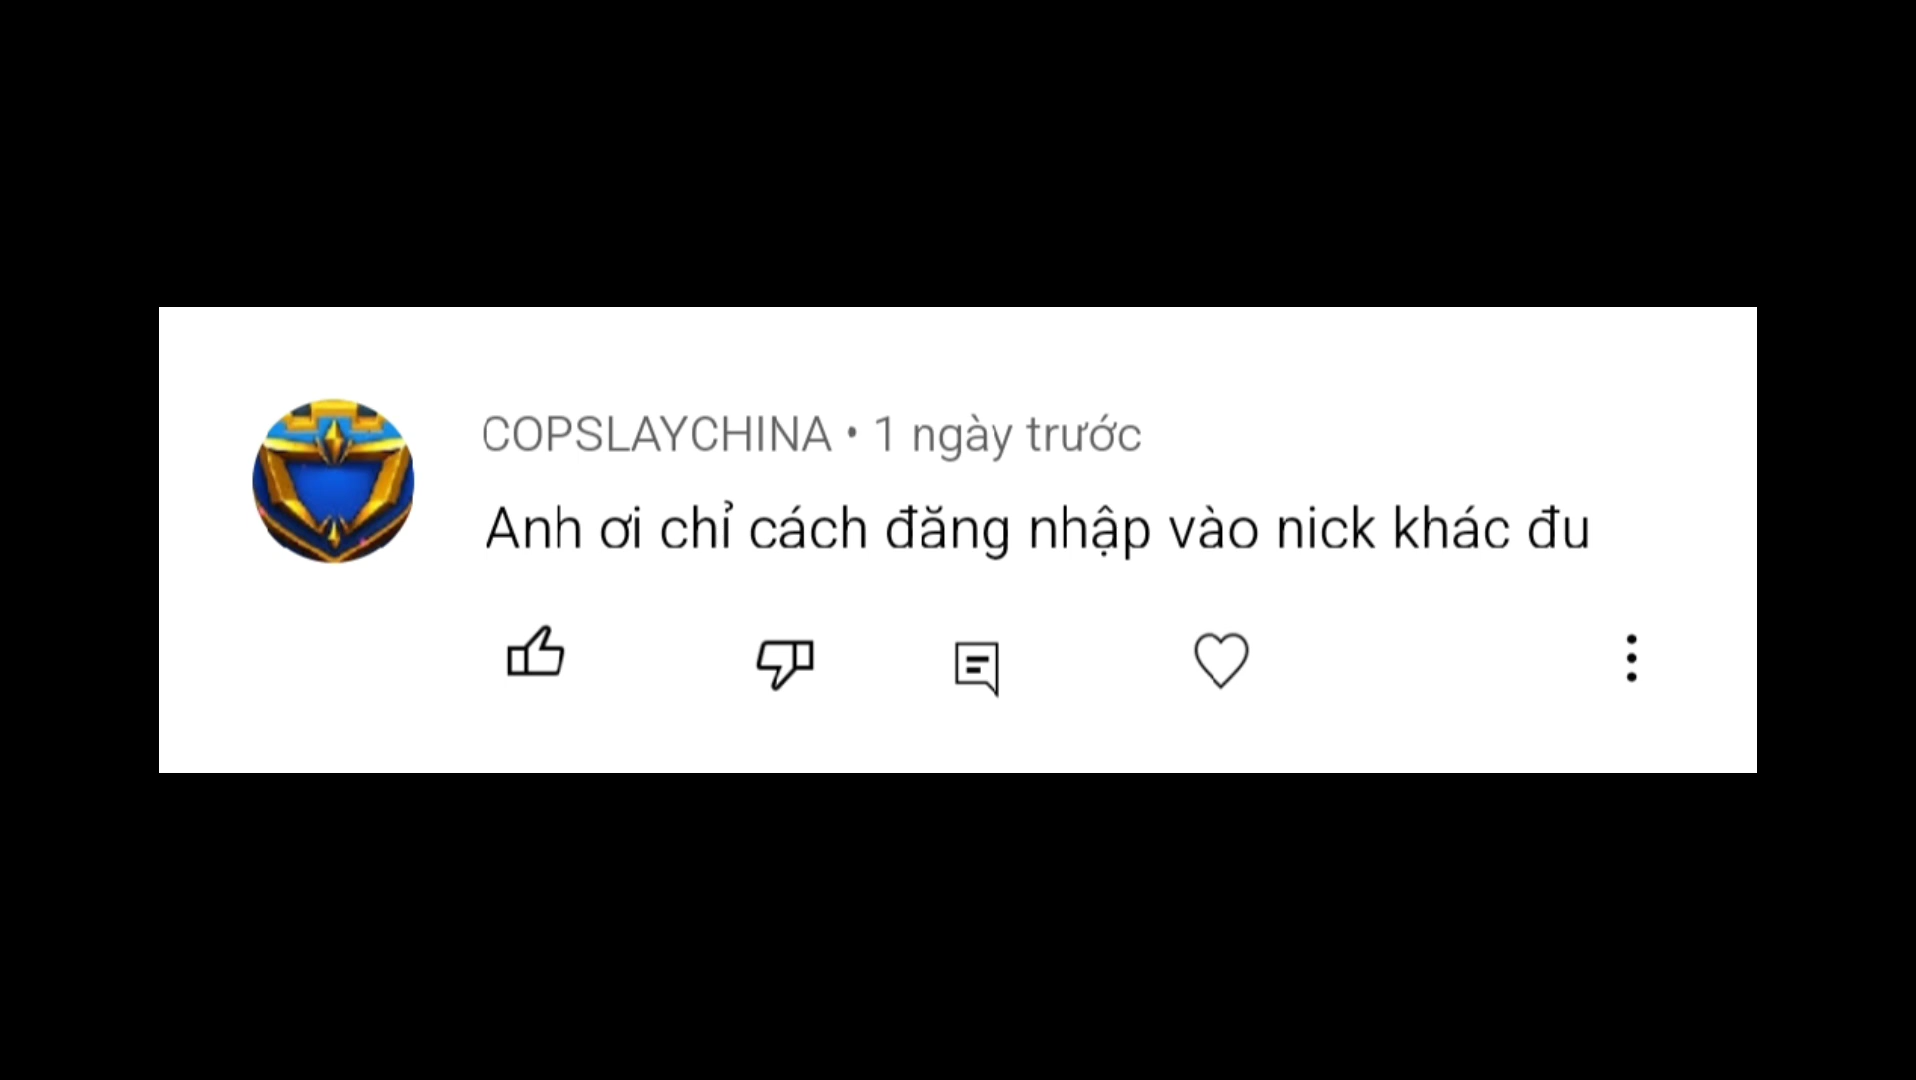 COPSLAYCHINA • 1 ngày trước
Anh ơi chỉ cách đăng nhập vào nick khác đu